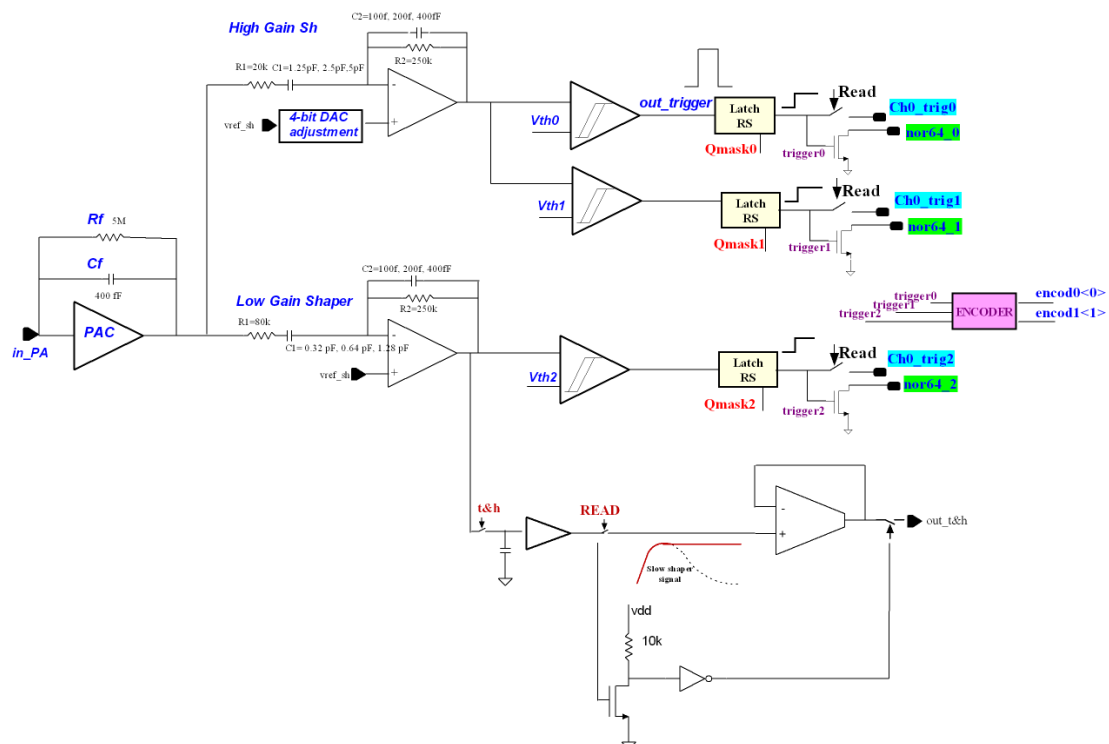 High Gain Sh
C2=100f, 200f, 400fF
R2=250k
R1=20k
C1=1.25pF, 2.5pF,5pF
-
+
vref_sh
4-bit DAC
adjustment
Vth0
out_trigger
Latch
RS
Qmask0
Read
Ch0_trig0
nor64_0
trigger0
Vth1
Latch
RS
Qmask1
Read
Ch0_trig1
nor64_1
trigger1
Rf 5M
Cf
400 fF
PAC
in_PA
Low Gain Shaper
C2=100f, 200f, 400fF
R2=250k
R1=80k
C1= 0.32 pF, 0.64 pF, 1.28 pF
-
+
vref_sh
Vth2
Latch
RS
Qmask2
Read
Ch0_trig2
nor64_2
trigger2
trigger0
trigger1
trigger2
ENCODER
encod0<0>
encod1<1>
t&h
READ
-
+
out_t&h
Slow shaper
signal
vdd
10k